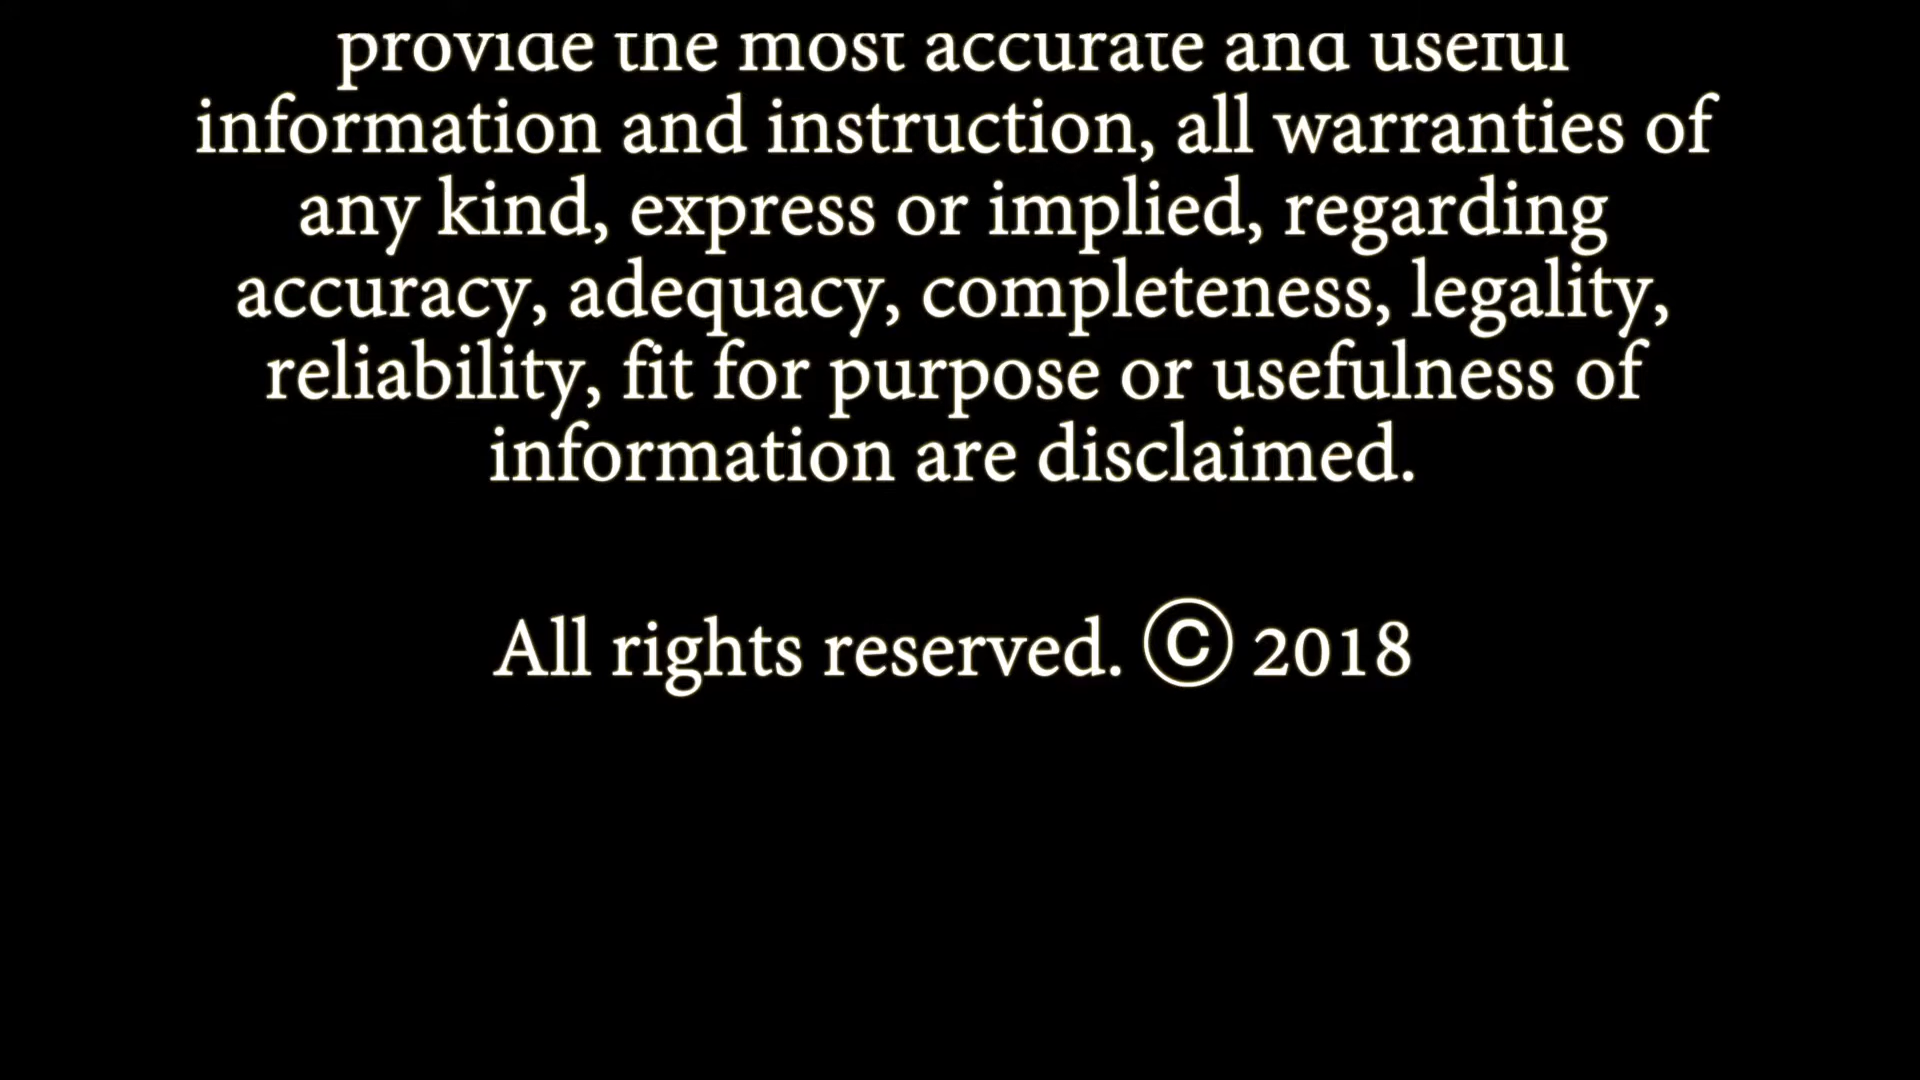 provide the most accurate and useful
information and instruction, all warranties of
any kind, express or implied, regarding
accuracy, adequacy, completeness, legality,
reliability, fit for purpose or usefulness of
information are disclaimed.
All rights reserved. © 2018